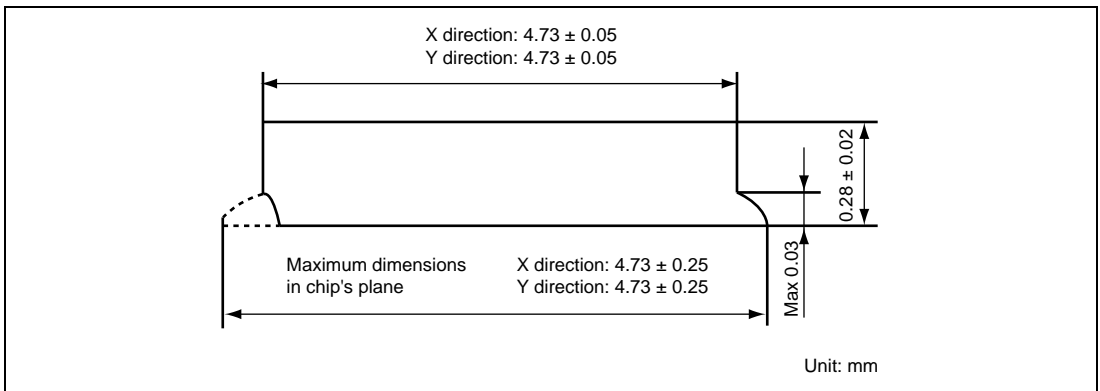 X direction: 4.73 ± 0.05
Y direction: 4.73 ± 0.05
0.28 ± 0.02
Max 0.03
Maximum dimensions
in chip's plane
X direction: 4.73 ± 0.25
Y direction: 4.73 ± 0.25
Unit: mm